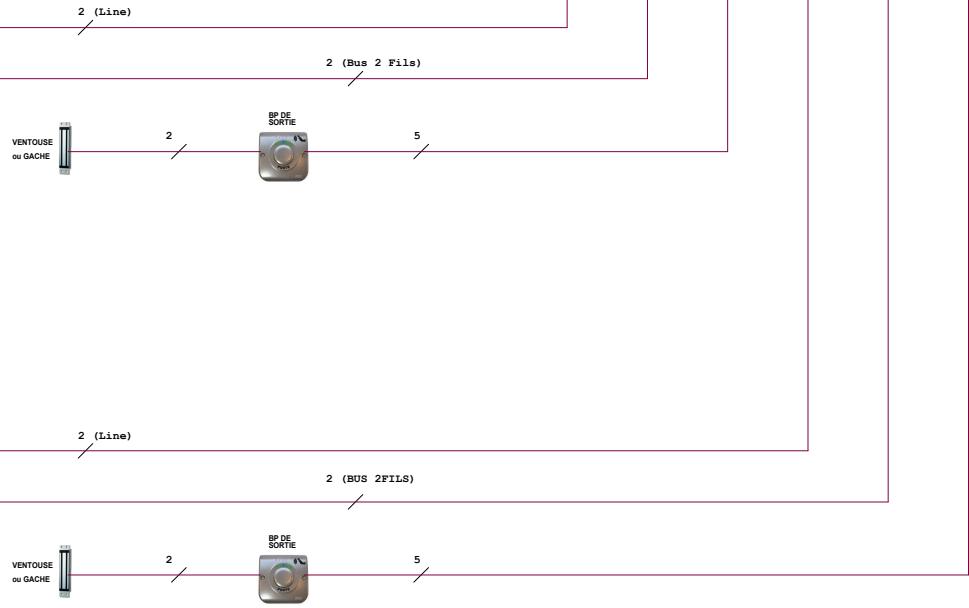 2 (Line)
2 (Bus 2 Fils)
BP DE
SORTIE
VENTOUSE
ou GACHE
2
5
2 (Line)
2 (BUS 2FILS)
BP DE
SORTIE
VENTOUSE
ou GACHE
2
5